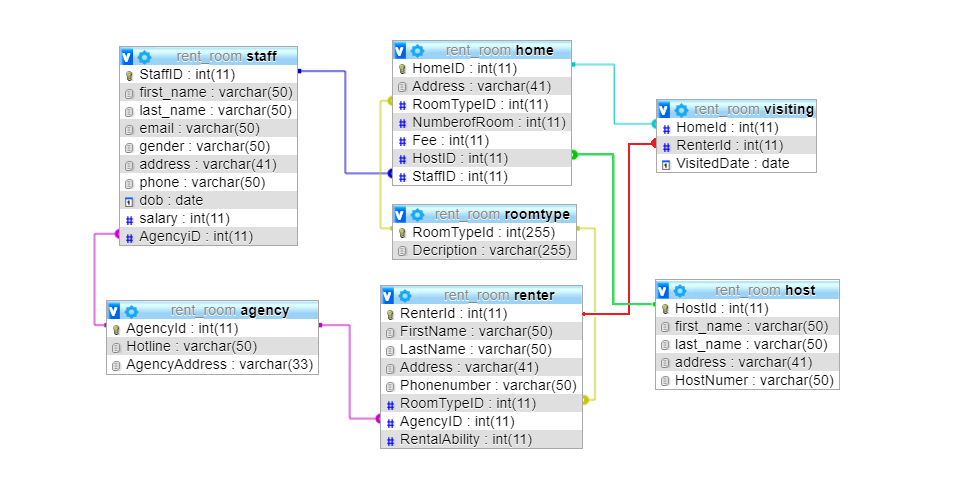 rent_room staff
StaffID : int(11)
first_name : varchar(50)
last_name : varchar(50)
email : varchar(50)
gender : varchar(50)
address : varchar(41)
phone : varchar(50)
dob : date
salary : int(11)
AgencyiD : int(11)
rent_room home
HomeID : int(11)
Address : varchar(41)
RoomTypeID : int(11)
NumberofRoom : int(11)
Fee : int(11)
HostID : int(11)
StaffID : int(11)
rent_room visiting
HomeId : int(11)
RenterId : int(11)
VisitedDate : date
rent_room roomtype
RoomTypeId : int(255)
Decription : varchar(255)
rent_room agency
AgencyId : int(11)
Hotline : varchar(50)
AgencyAddress : varchar(33)
rent_room renter
RenterId : int(11)
FirstName : varchar(50)
LastName : varchar(50)
Address : varchar(41)
Phonenumber : varchar(50)
RoomTypeID : int(11)
AgencyID : int(11)
RentalAbility : int(11)
rent_room host
HostId : int(11)
first_name : varchar(50)
last_name : varchar(50)
address : varchar(41)
HostNumer : varchar(50)